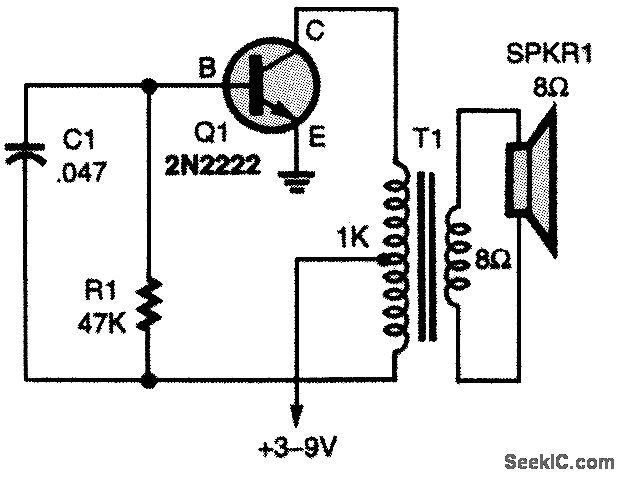 C
SPKR1
8Ω
B
Q1
2N2222
E
C1
.047
T1
1K
8Ω
R1
47K
+3–9V
SeekIC.com